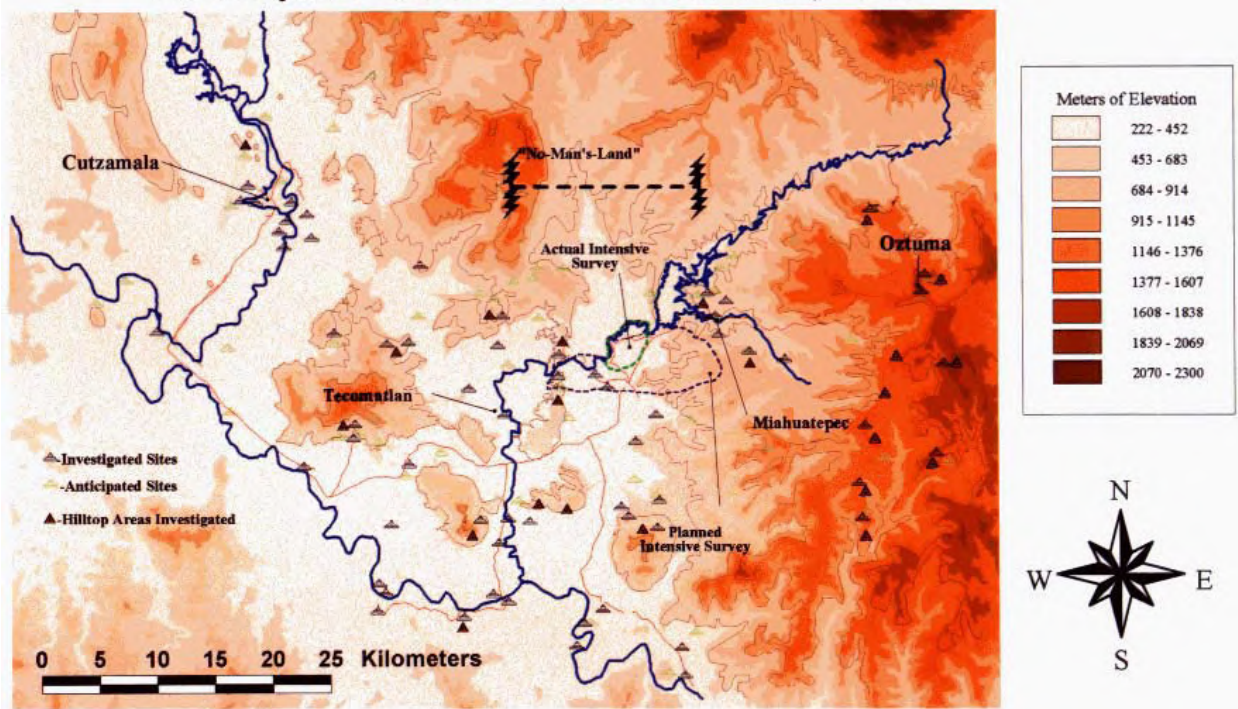 Cutzamala
"No-Man's-Land"
Actual Intensive
Survey
Oztuma
Tecomatlan
Miahuatepec
Planned
Intensive Survey
-Investigated Sites
-Anticipated Sites
-Hilltop Areas Investigated
0 5 10 15 20 25 Kilometers
Meters of Elevation
222 - 452
453 - 683
684 - 914
915 - 1145
1146 - 1376
1377 - 1607
1608 - 1838
1839 - 2069
2070 - 2300
N
W
E
S